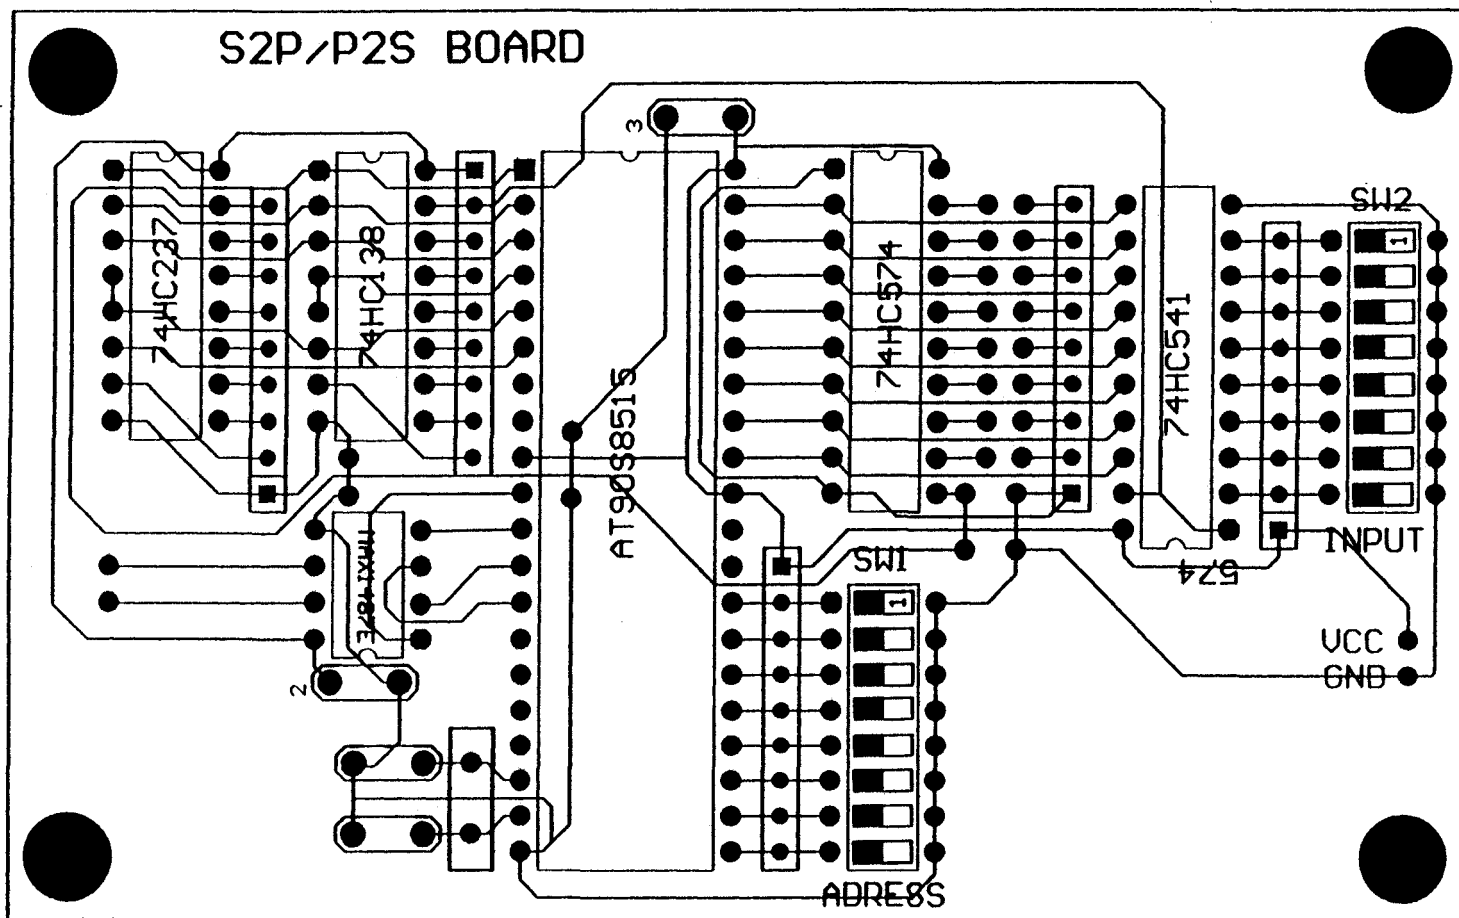 S2P/P2S BOARD
3
74HC237
74HC138
AT90S8515
74HC574
74HC541
SW2
1
INPUT
574
MAX1487E
SW1
1
2
VCC
GND
ADRESS